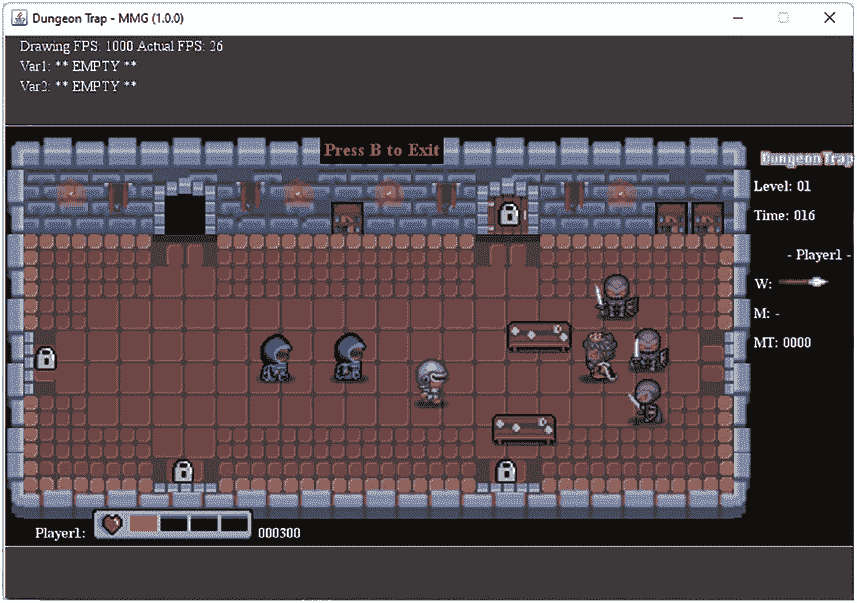 Dungeon Trap - MMG (1.0.0)
Drawing FPS: 1000 Actual FPS: 26
Var1: ** EMPTY **
Var2: ** EMPTY **
Press B to Exit
Dungeon Trap
Level: 01
Time: 016
- Player1 -
W:
M: -
MT: 0000
Player1:
000300